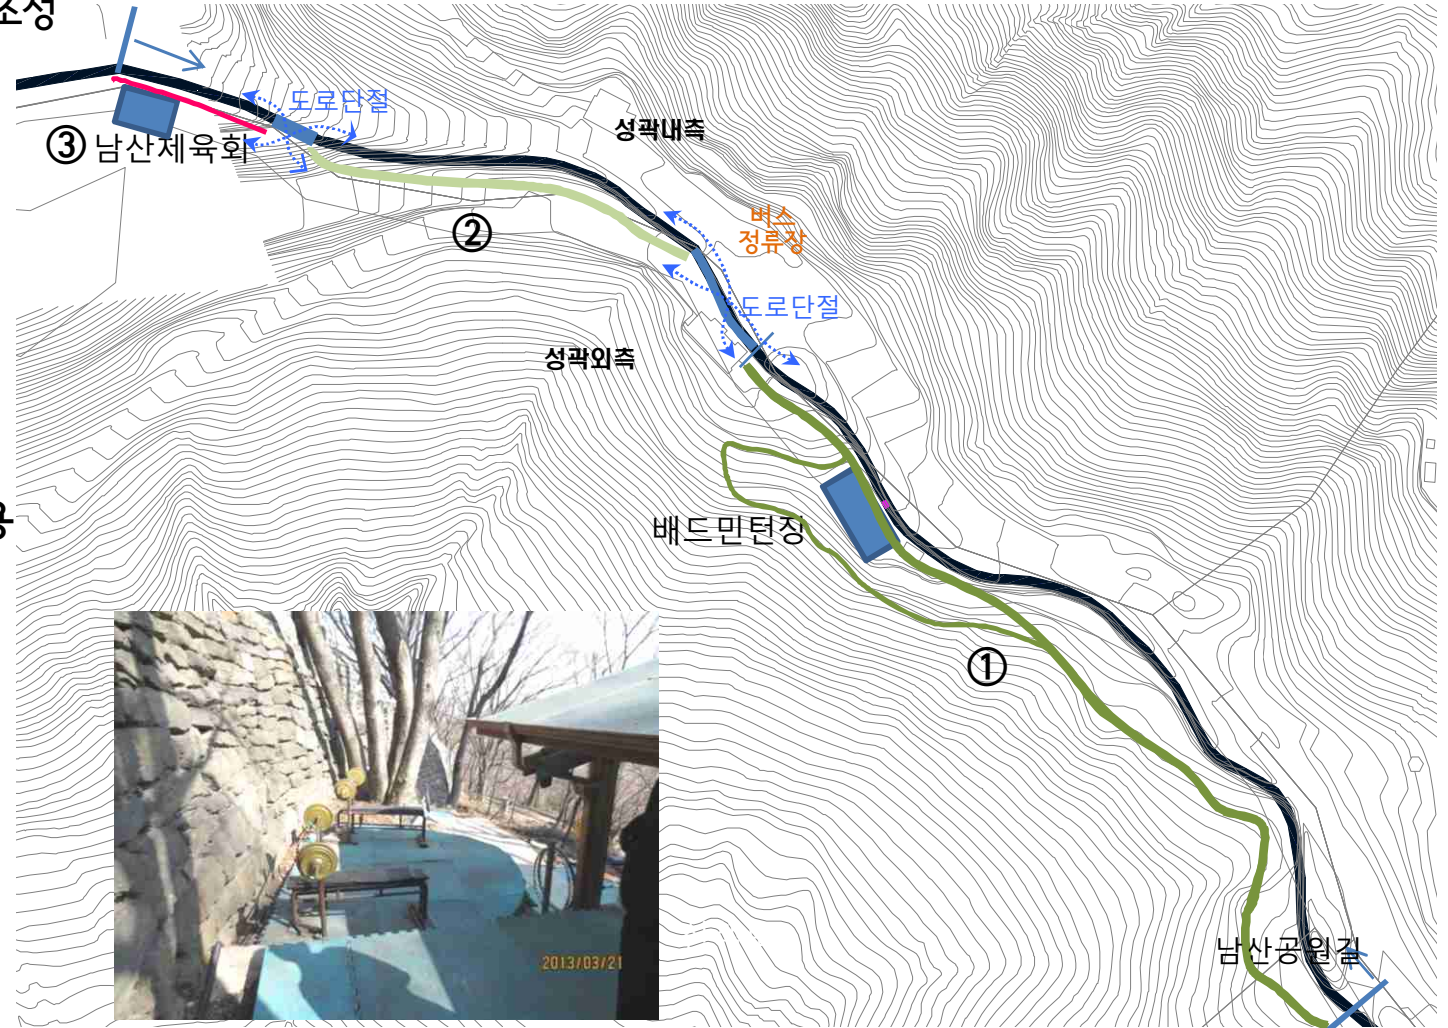 조성
도로단절
성곽내측
③ 남산제육회
버스
정류장
②
도로단절
성곽외측
배드민턴장
①
남산공원길
2013/03/21